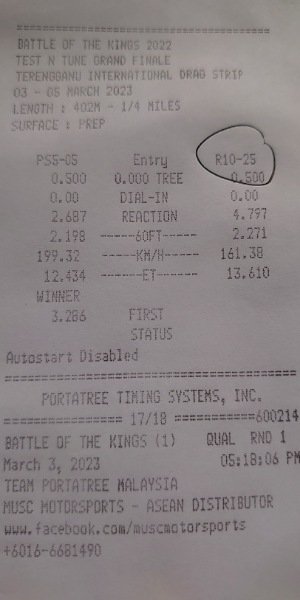 ====================================
BATTLE OF THE KINGS 2022
TEST N TUNE GRAND FINALE
TERENGGANU INTERNATIONAL DRAG STRIP
03 - 05 MARCH 2023
LENGTH : 402M - 1/4 MILES
SURFACE : PREP
PS5-05 Entry R10-25
0.500 0.000 TREE 0.500
0.00 DIAL-IN 0.00
2.687 REACTION 4.797
2.198 ------60FT------ 2.271
199.32 -----KM/H------ 161.38
12.434 ------ET------- 13.610
WINNER
3.286 FIRST
STATUS
Autostart Disabled
====================================
PORTATREE TIMING SYSTEMS, INC.
=============== 17/18 ===========600214
BATTLE OF THE KINGS (1) QUAL RND 1
March 3, 2023 05:18:06 PM
TEAM PORTATREE MALAYSIA
MUSC MOTORSPORTS - ASEAN DISTRIBUTOR
www.facebook.com/muscmotorsports
+6016-6681490